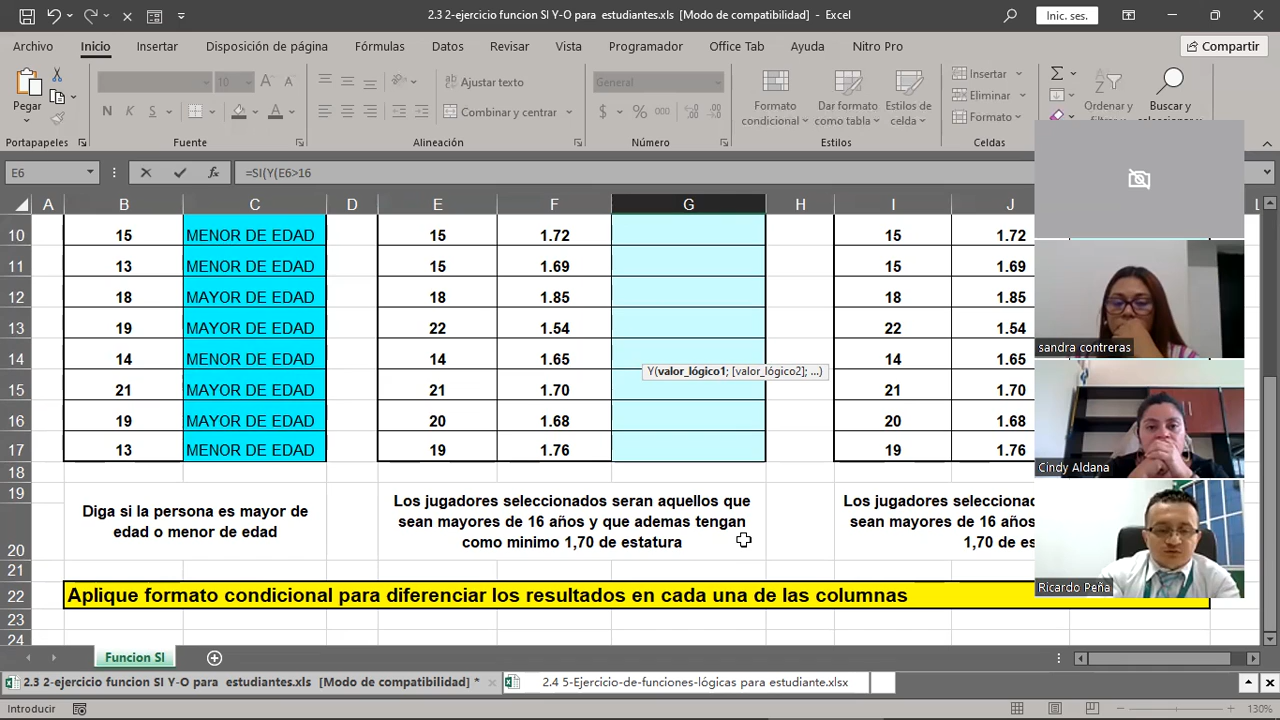 2.3 2-ejercicio funcion SI Y-O para estudiantes.xls [Modo de compatibilidad] - Excel
Inic. ses.
Archivo Inicio Insertar Disposición de página Fórmulas Datos Revisar Vista Programador Office Tab Ayuda Nitro Pro Compartir
Pegar
10
N K S
Ajustar texto
Combinar y centrar
General
$ % 000
Formato condicional
Dar formato como tabla
Estilos de celda
Insertar
Eliminar
Formato
Ordenar y
Buscar y
Portapapeles Fuente Alineación Número Estilos Celdas
E6 fx =SI(Y(E6>16
A B C D E F G H I J L
10 15 MENOR DE EDAD 15 1.72 15 1.72
11 13 MENOR DE EDAD 15 1.69 15 1.69
12 18 MAYOR DE EDAD 18 1.85 18 1.85
13 19 MAYOR DE EDAD 22 1.54 22 1.54
14 14 MENOR DE EDAD 14 1.65 14 1.65
Y(valor_lógico1; [valor_lógico2]; ...)
15 21 MAYOR DE EDAD 21 1.70 21 1.70
16 19 MAYOR DE EDAD 20 1.68 20 1.68
17 13 MENOR DE EDAD 19 1.76 19 1.76
18
19
20
Diga si la persona es mayor de
edad o menor de edad
Los jugadores seleccionados seran aquellos que
sean mayores de 16 años y que ademas tengan
como minimo 1,70 de estatura
Los jugadores seleccionad
sean mayores de 16 años
1,70 de es
21
22 Aplique formato condicional para diferenciar los resultados en cada una de las columnas
23
24
sandra contreras
Cindy Aldana
Ricardo Peña
Funcion SI
2.3 2-ejercicio funcion SI Y-O para estudiantes.xls [Modo de compatibilidad] *
2.4 5-Ejercicio-de-funciones-lógicas para estudiante.xlsx
Introducir
130%